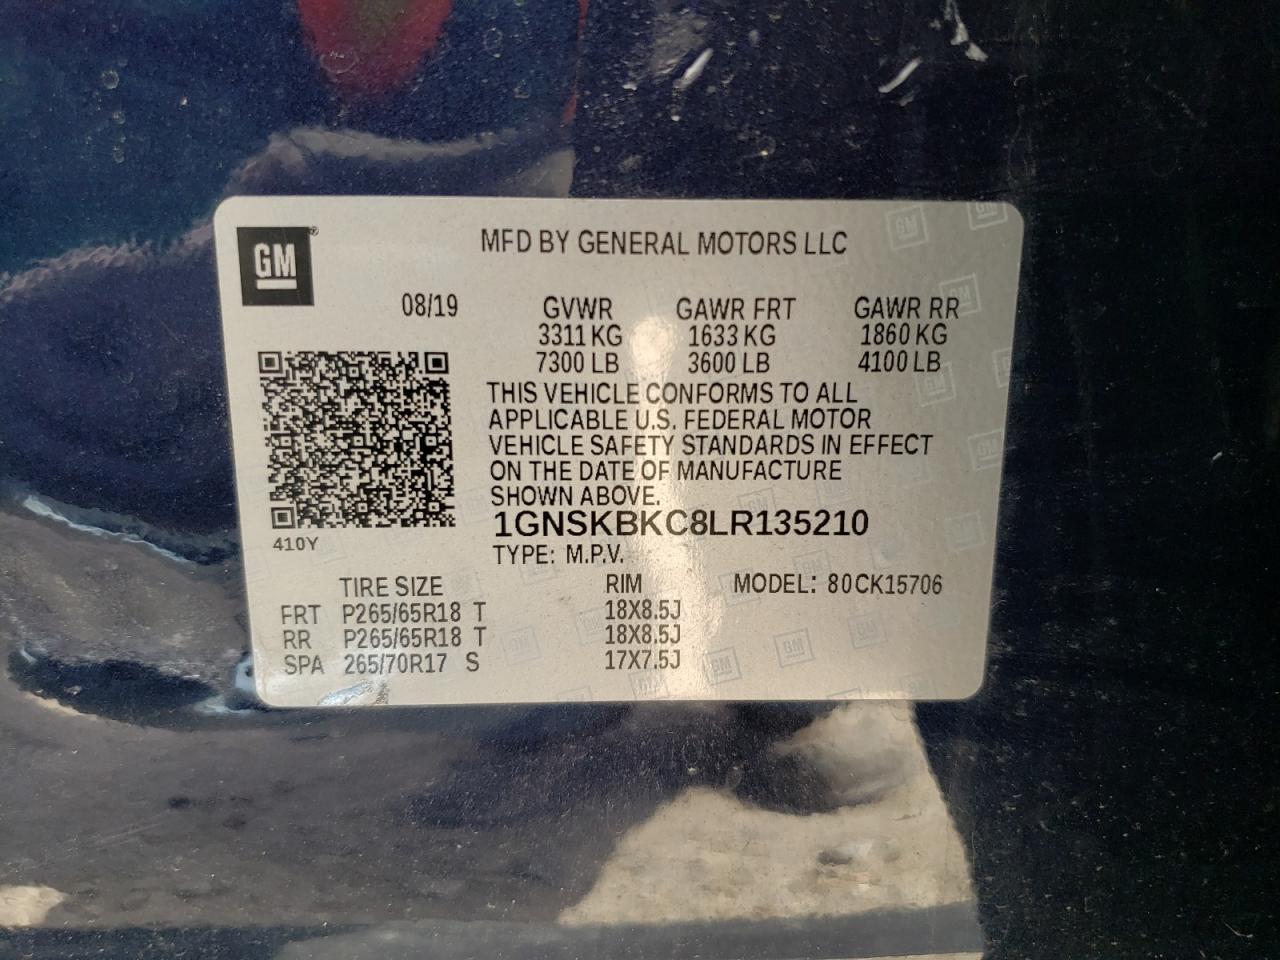 GM®
MFD BY GENERAL MOTORS LLC
08/19 GVWR GAWR FRT GAWR RR
3311 KG 1633 KG 1860 KG
7300 LB 3600 LB 4100 LB
THIS VEHICLE CONFORMS TO ALL
APPLICABLE U.S. FEDERAL MOTOR
VEHICLE SAFETY STANDARDS IN EFFECT
ON THE DATE OF MANUFACTURE
SHOWN ABOVE.
1GNSKBKC8LR135210
410Y
TYPE: M.P.V.
TIRE SIZE RIM MODEL: 80CK15706
FRT P265/65R18 T 18X8.5J
RR P265/65R18 T 18X8.5J
SPA 265/70R17 S 17X7.5J